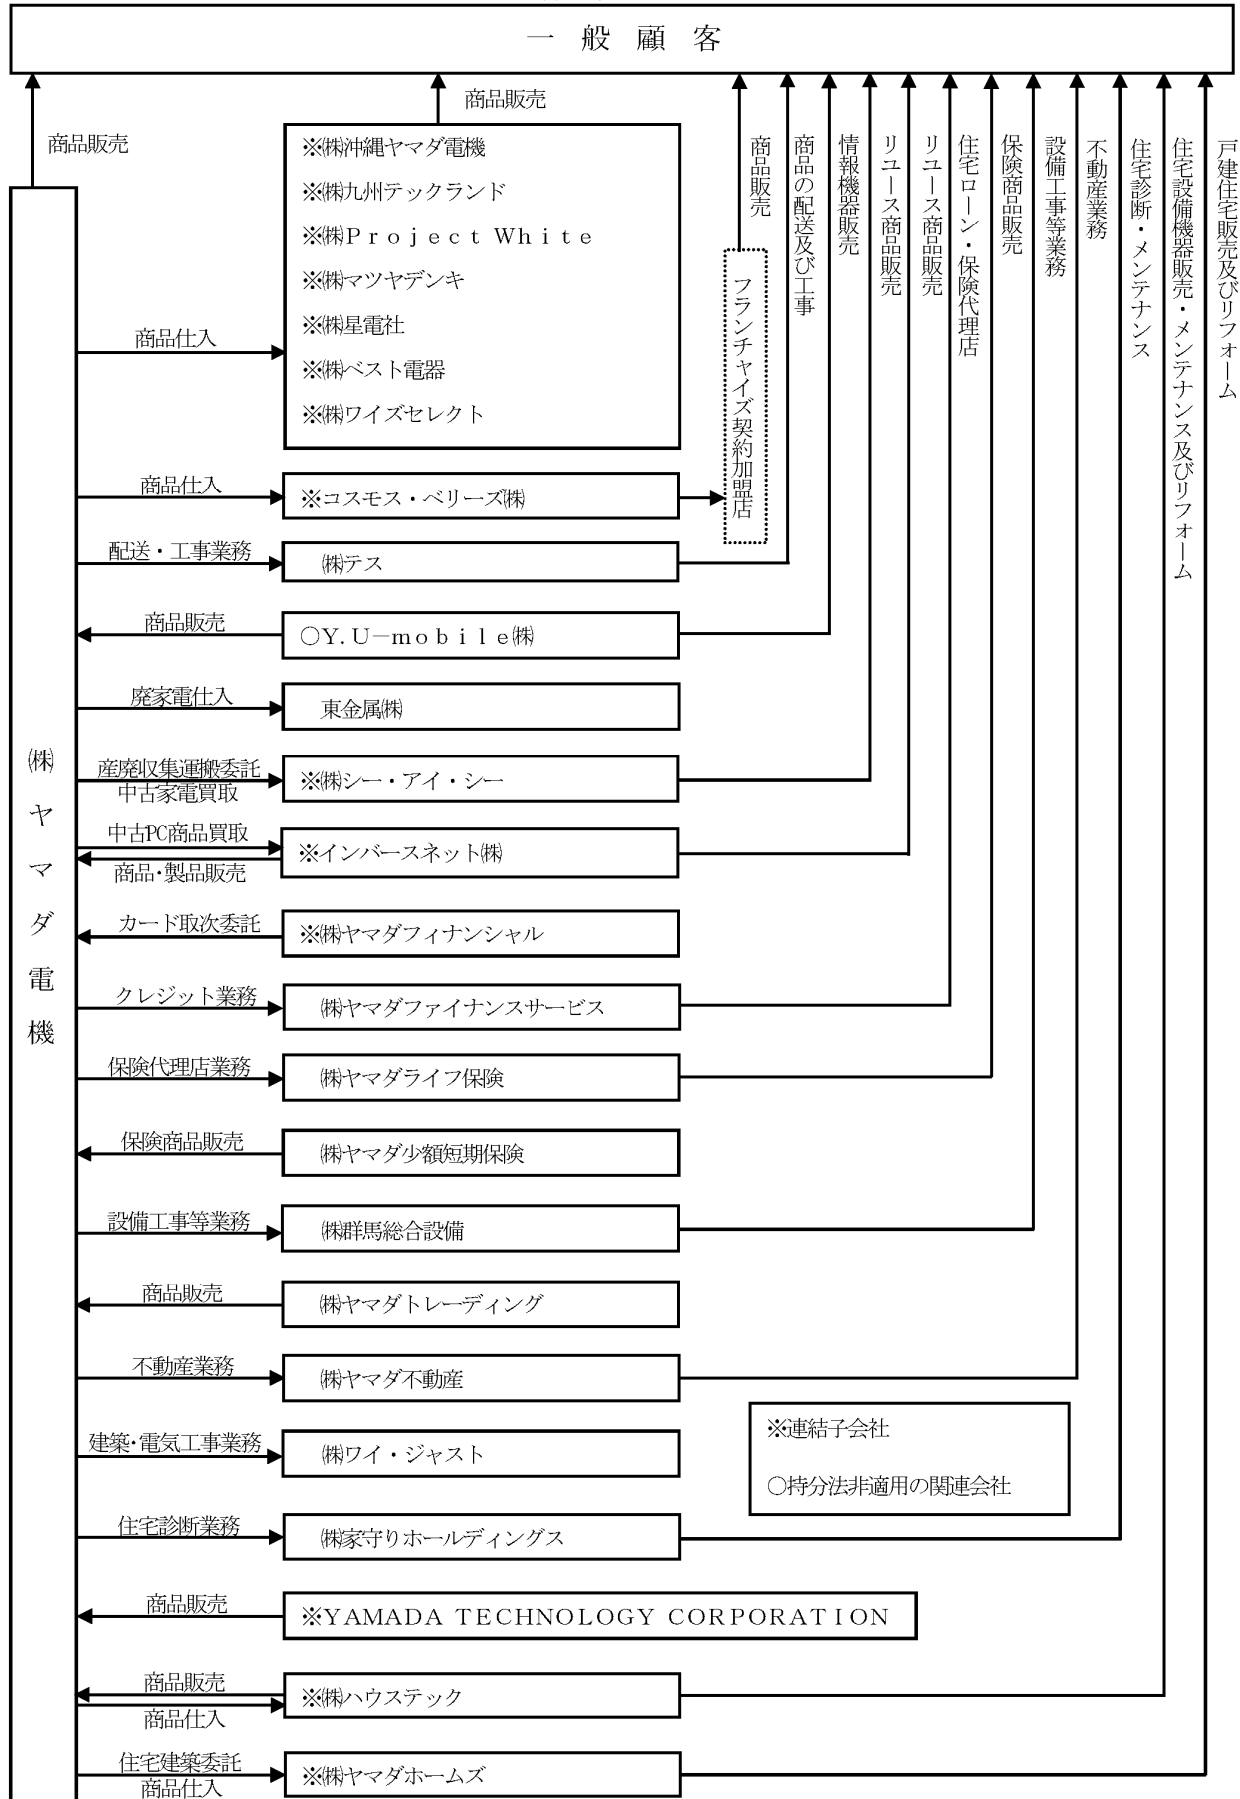 一般顧客
商品販売
商品販売
※㈱沖縄ヤマダ電機
※㈱九州テックランド
※㈱Project White
※㈱マツヤデンキ
※㈱星電社
※㈱ベスト電器
※㈱ワイズセレクト
商品仕入
商品販売
商品の配送及び工事
情報機器販売
リユース商品販売
リユース商品販売
住宅ローン・保険代理店
保険商品販売
設備工事等業務
不動産業務
住宅診断・メンテナンス
住宅設備機器販売・メンテナンス及びリフォーム
戸建住宅販売及びリフォーム
フランチャイズ契約加盟店
㈱ヤマダ電機
商品仕入
※コスモス・ベリーズ㈱
配送・工事業務
㈱テス
商品販売
○Y.U−mobile㈱
廃家電仕入
東金属㈱
産廃収集運搬委託
中古家電買取
※㈱シー・アイ・シー
中古PC商品買取
商品・製品販売
※インバースネット㈱
カード取次委託
※㈱ヤマダフィナンシャル
クレジット業務
㈱ヤマダファイナンスサービス
保険代理店業務
㈱ヤマダライフ保険
保険商品販売
㈱ヤマダ少額短期保険
設備工事等業務
㈱群馬総合設備
商品販売
㈱ヤマダトレーディング
不動産業務
㈱ヤマダ不動産
建築・電気工事業務
㈱ワイ・ジャスト
※連結子会社
○持分法非適用の関連会社
住宅診断業務
㈱家守りホールディングス
商品販売
※YAMADA TECHNOLOGY CORPORATION
商品販売
商品仕入
※㈱ハウステック
住宅建築委託
商品仕入
※㈱ヤマダホームズ